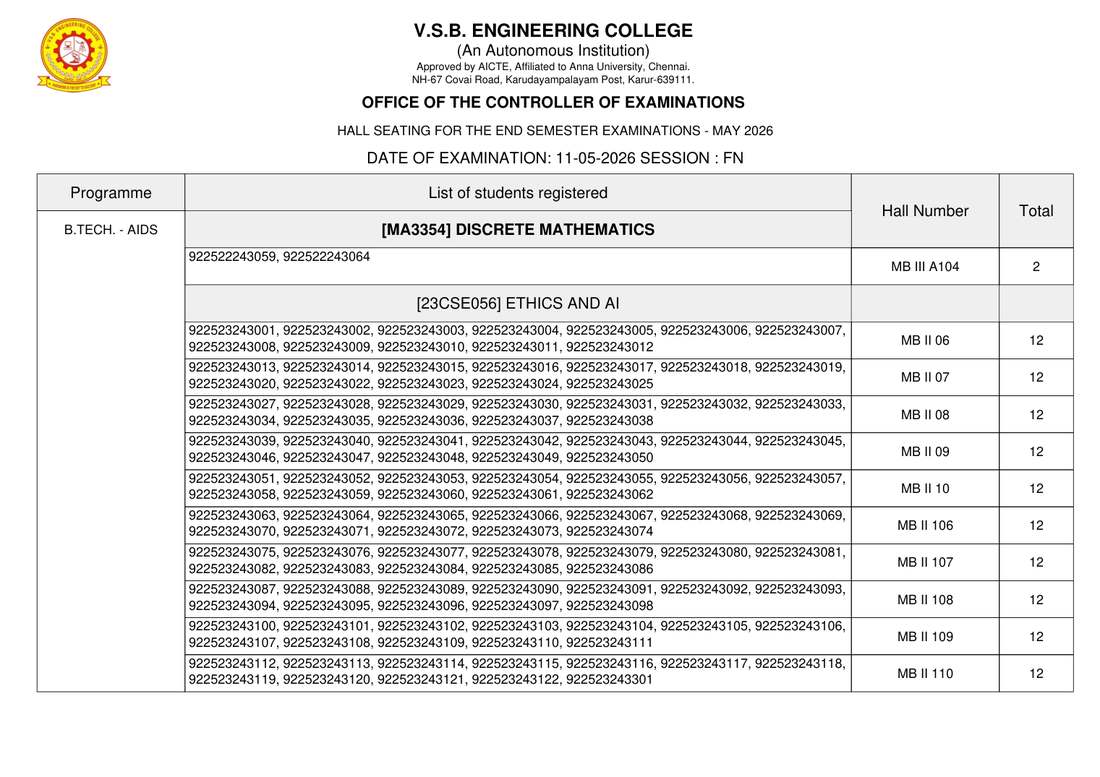 V.S.B. ENGINEERING COLLEGE
(An Autonomous Institution)
Approved by AICTE, Affiliated to Anna University, Chennai.
NH-67 Covai Road, Karudayampalayam Post, Karur-639111.
OFFICE OF THE CONTROLLER OF EXAMINATIONS
HALL SEATING FOR THE END SEMESTER EXAMINATIONS - MAY 2026
DATE OF EXAMINATION: 11-05-2026 SESSION : FN
Programme List of students registered Hall Number Total
B.TECH. - AIDS [MA3354] DISCRETE MATHEMATICS
922522243059, 922522243064 MB III A104 2
[23CSE056] ETHICS AND AI
922523243001, 922523243002, 922523243003, 922523243004, 922523243005, 922523243006, 922523243007,
922523243008, 922523243009, 922523243010, 922523243011, 922523243012 MB II 06 12
922523243013, 922523243014, 922523243015, 922523243016, 922523243017, 922523243018, 922523243019,
922523243020, 922523243022, 922523243023, 922523243024, 922523243025 MB II 07 12
922523243027, 922523243028, 922523243029, 922523243030, 922523243031, 922523243032, 922523243033,
922523243034, 922523243035, 922523243036, 922523243037, 922523243038 MB II 08 12
922523243039, 922523243040, 922523243041, 922523243042, 922523243043, 922523243044, 922523243045,
922523243046, 922523243047, 922523243048, 922523243049, 922523243050 MB II 09 12
922523243051, 922523243052, 922523243053, 922523243054, 922523243055, 922523243056, 922523243057,
922523243058, 922523243059, 922523243060, 922523243061, 922523243062 MB II 10 12
922523243063, 922523243064, 922523243065, 922523243066, 922523243067, 922523243068, 922523243069,
922523243070, 922523243071, 922523243072, 922523243073, 922523243074 MB II 106 12
922523243075, 922523243076, 922523243077, 922523243078, 922523243079, 922523243080, 922523243081,
922523243082, 922523243083, 922523243084, 922523243085, 922523243086 MB II 107 12
922523243087, 922523243088, 922523243089, 922523243090, 922523243091, 922523243092, 922523243093,
922523243094, 922523243095, 922523243096, 922523243097, 922523243098 MB II 108 12
922523243100, 922523243101, 922523243102, 922523243103, 922523243104, 922523243105, 922523243106,
922523243107, 922523243108, 922523243109, 922523243110, 922523243111 MB II 109 12
922523243112, 922523243113, 922523243114, 922523243115, 922523243116, 922523243117, 922523243118,
922523243119, 922523243120, 922523243121, 922523243122, 922523243301 MB II 110 12